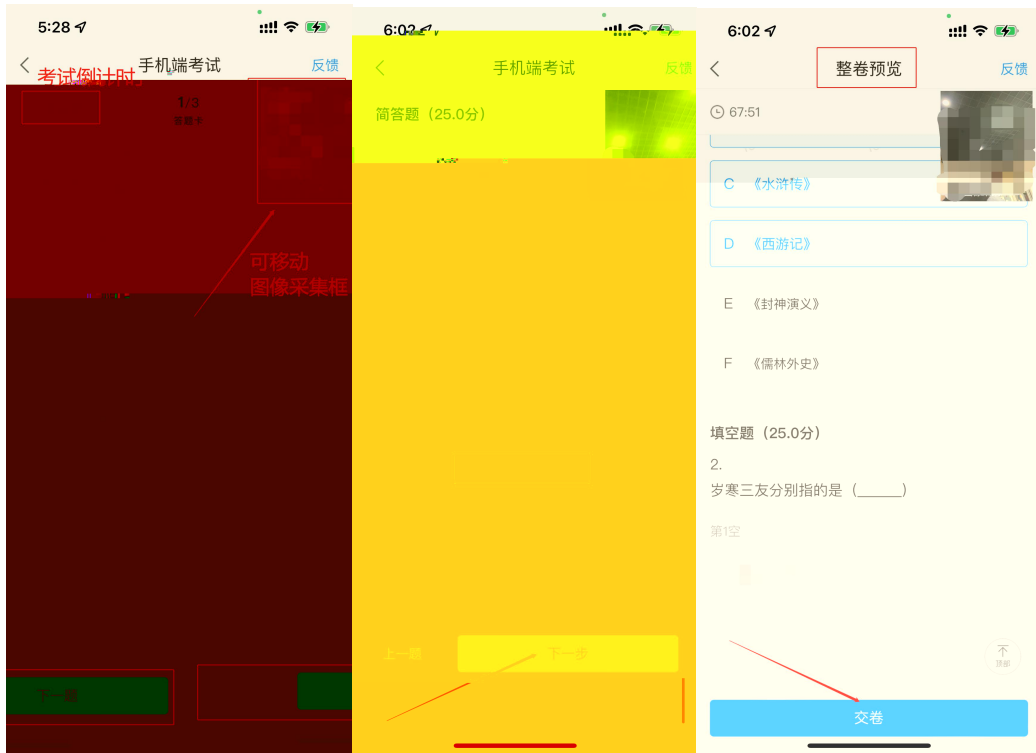 5:28
手机端考试
反馈
考试倒计时
1/3
答题卡
可移动
图像采集框
下一题
6:02
手机端考试
反馈
简答题（25.0分）
上一题
下一步
6:02
整卷预览
反馈
67:51
C 《水浒传》
D 《西游记》
E 《封神演义》
F 《儒林外史》
填空题（25.0分）
2.
岁寒三友分别指的是（______）
第1空
顶部
交卷